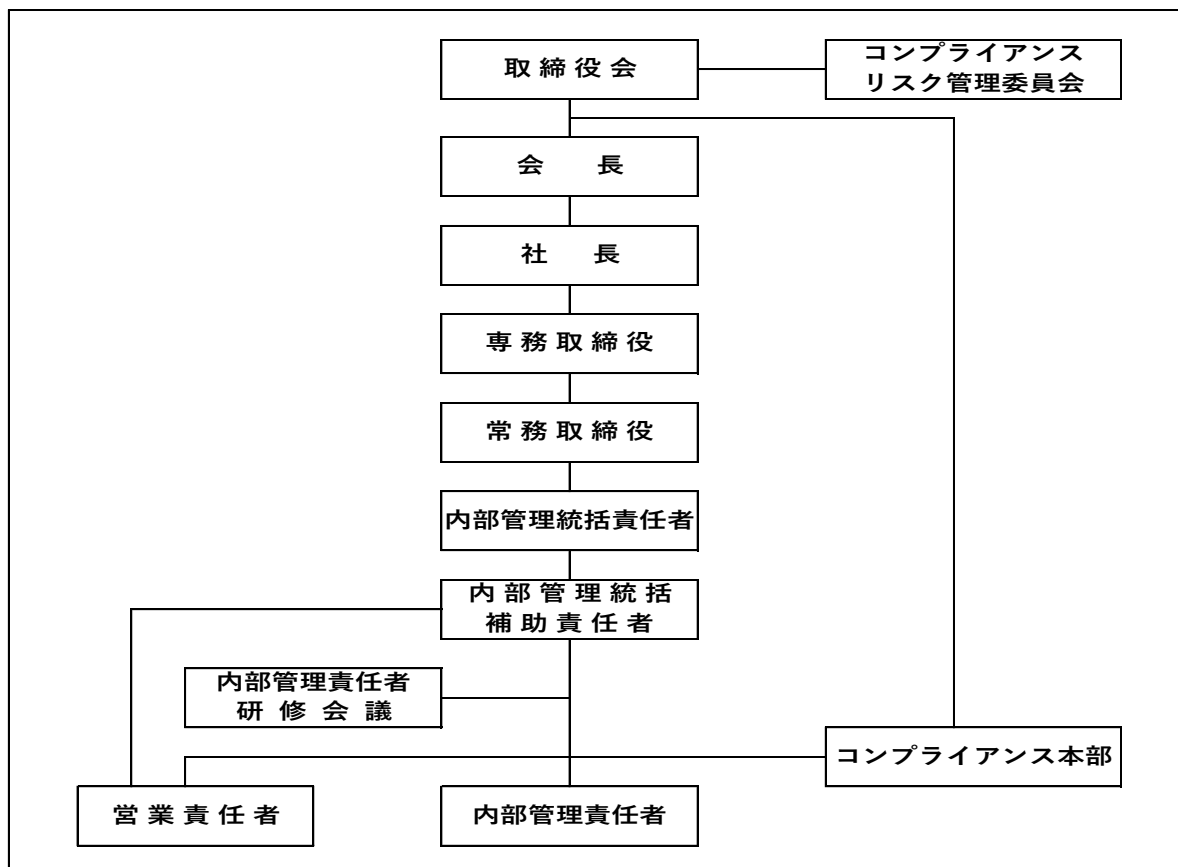 取締役会
コンプライアンス
リスク管理委員会
会　長
社　長
専務取締役
常務取締役
内部管理統括責任者
内部管理統括
補助責任者
内部管理責任者
研修会議
コンプライアンス本部
営業責任者
内部管理責任者